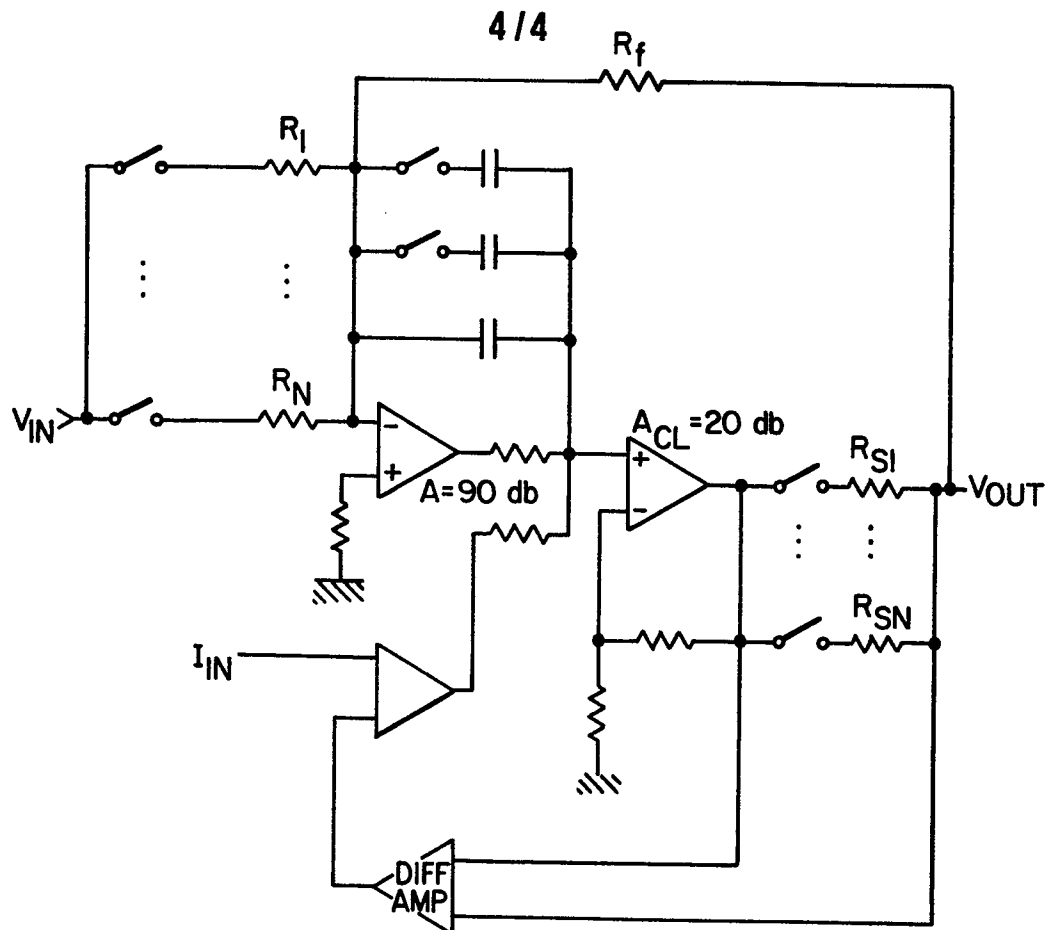 4/4
Rf
R1
RN
VIN
A=90 db
ACL=20 db
RS1
VOUT
RSN
IIN
DIFF
AMP